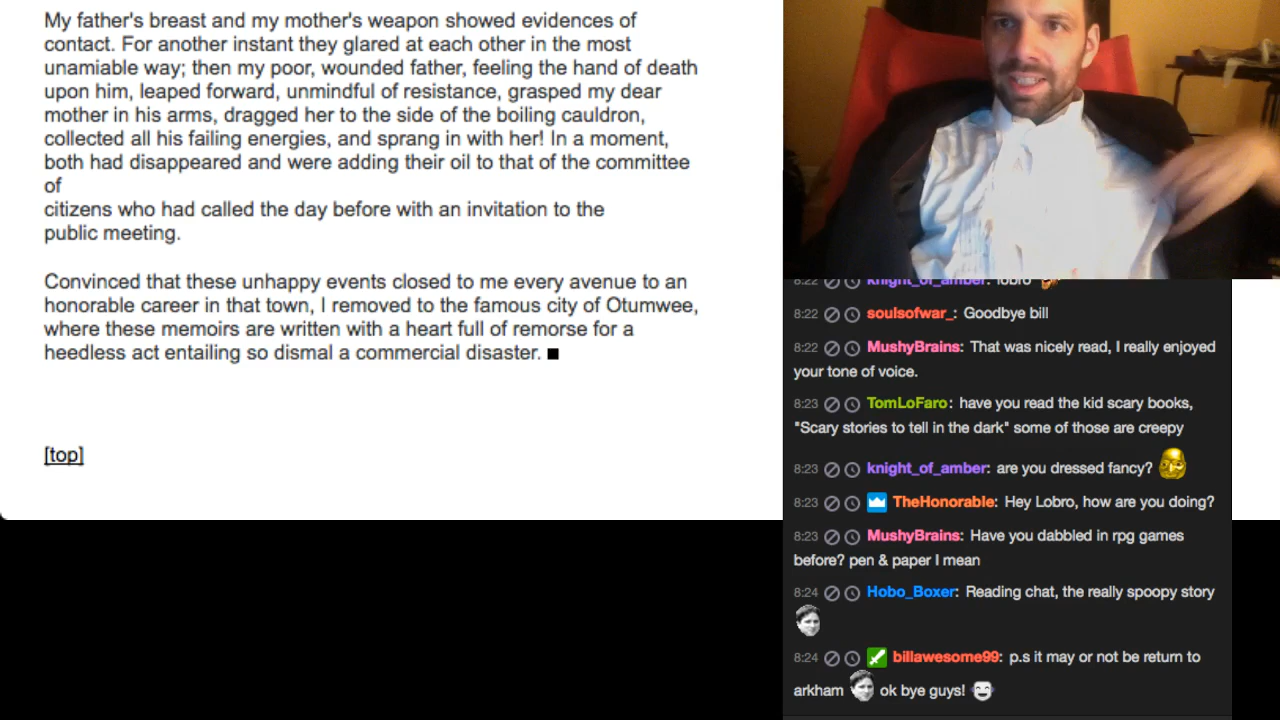 My father's breast and my mother's weapon showed evidences of
contact. For another instant they glared at each other in the most
unamiable way; then my poor, wounded father, feeling the hand of death
upon him, leaped forward, unmindful of resistance, grasped my dear
mother in his arms, dragged her to the side of the boiling cauldron,
collected all his failing energies, and sprang in with her! In a moment,
both had disappeared and were adding their oil to that of the committee
of
citizens who had called the day before with an invitation to the
public meeting.
Convinced that these unhappy events closed to me every avenue to an
honorable career in that town, I removed to the famous city of Otumwee,
where these memoirs are written with a heart full of remorse for a
heedless act entailing so dismal a commercial disaster. ■
[top]
8:22 knight_of_amber: lobro
8:22 soulsofwar_: Goodbye bill
8:22 MushyBrains: That was nicely read, I really enjoyed
your tone of voice.
8:23 TomLoFaro: have you read the kid scary books,
"Scary stories to tell in the dark" some of those are creepy
8:23 knight_of_amber: are you dressed fancy?
8:23 TheHonorable: Hey Lobro, how are you doing?
8:23 MushyBrains: Have you dabbled in rpg games
before? pen & paper I mean
8:24 Hobo_Boxer: Reading chat, the really spoopy story
8:24 billawesome99: p.s it may or not be return to
arkham ok bye guys!